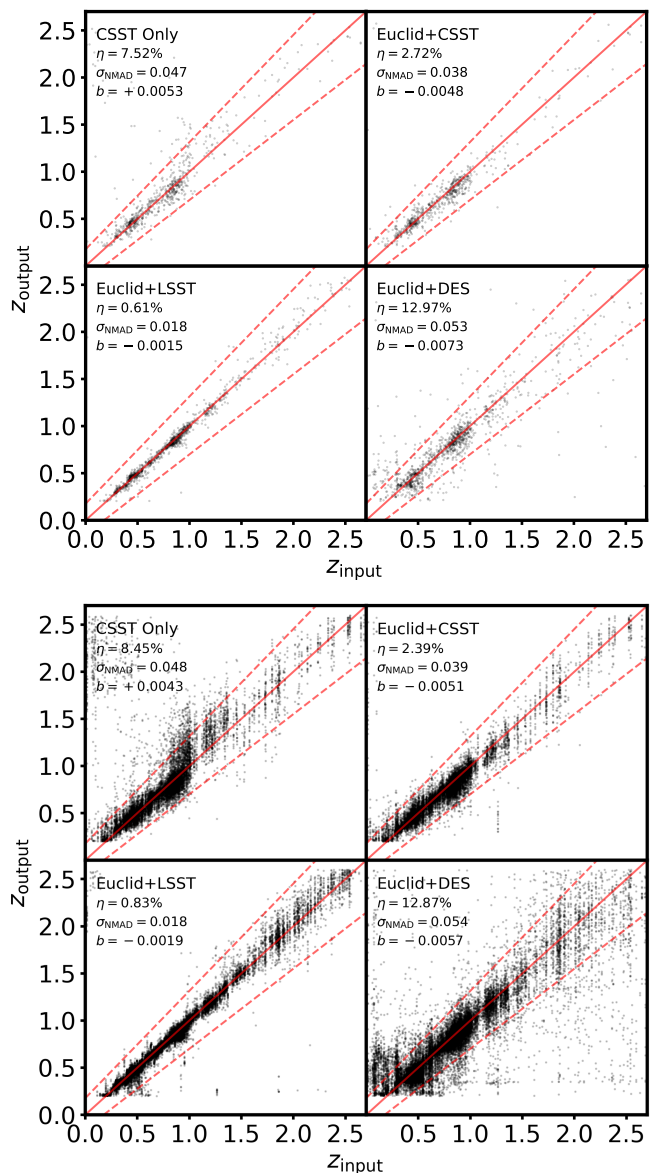 CSST Only
η = 7.52%
σNMAD = 0.047
b = +0.0053
Euclid+CSST
η = 2.72%
σNMAD = 0.038
b = −0.0048
2.5
2.0
1.5
1.0
0.5
Euclid+LSST
η = 0.61%
σNMAD = 0.018
b = −0.0015
Euclid+DES
η = 12.97%
σNMAD = 0.053
b = −0.0073
2.5
2.0
1.5
1.0
0.5
0.0
zoutput
0.0 0.5 1.0 1.5 2.0 2.5 0.5 1.0 1.5 2.0 2.5
zinput
CSST Only
η = 8.45%
σNMAD = 0.048
b = +0.0043
Euclid+CSST
η = 2.39%
σNMAD = 0.039
b = −0.0051
2.5
2.0
1.5
1.0
0.5
Euclid+LSST
η = 0.83%
σNMAD = 0.018
b = −0.0019
Euclid+DES
η = 12.87%
σNMAD = 0.054
b = −0.0057
2.5
2.0
1.5
1.0
0.5
0.0
zoutput
0.0 0.5 1.0 1.5 2.0 2.5 0.5 1.0 1.5 2.0 2.5
zinput